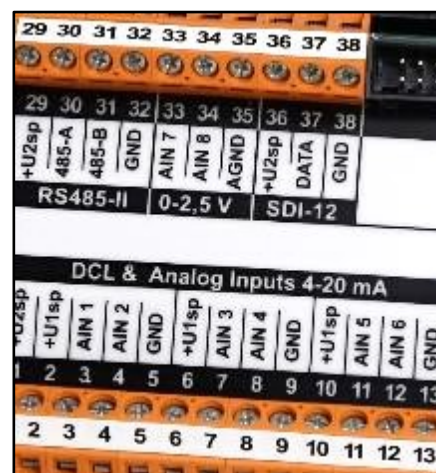 29 30 31 32 33 34 35 36 37 38
29 30 31 32 33 34 35 36 37 38
+U2sp 485-A 485-B GND AIN 7 AIN 8 AGND +U2sp DATA GND
RS485-II 0-2,5 V SDI-12
DCL & Analog Inputs 4-20 mA
+U2sp +U1sp AIN 1 AIN 2 GND +U1sp AIN 3 AIN 4 GND +U1sp AIN 5 AIN 6 GND
1 2 3 4 5 6 7 8 9 10 11 12 13
2 3 4 5 6 7 8 9 10 11 12 13